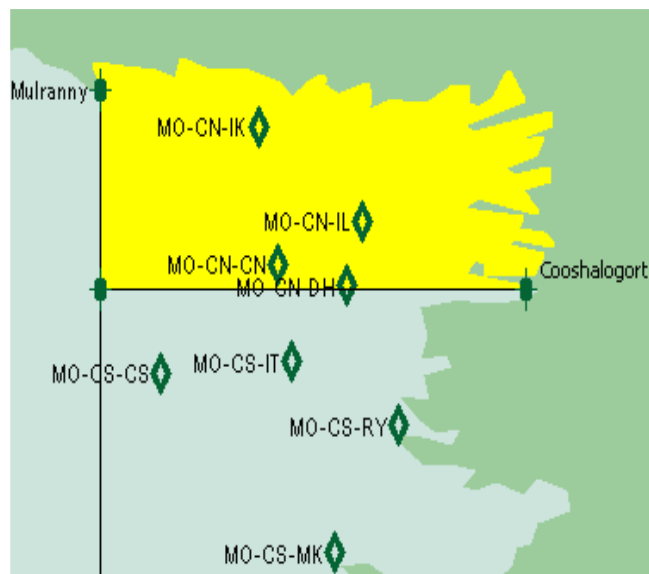 Mulranny
MO-CN-IK
MO-CN-IL
MO-CN-CN
MO-CN-DH
Cooshalogort
MO-CS-CS
MO-CS-IT
MO-CS-RY
MO-CS-MK